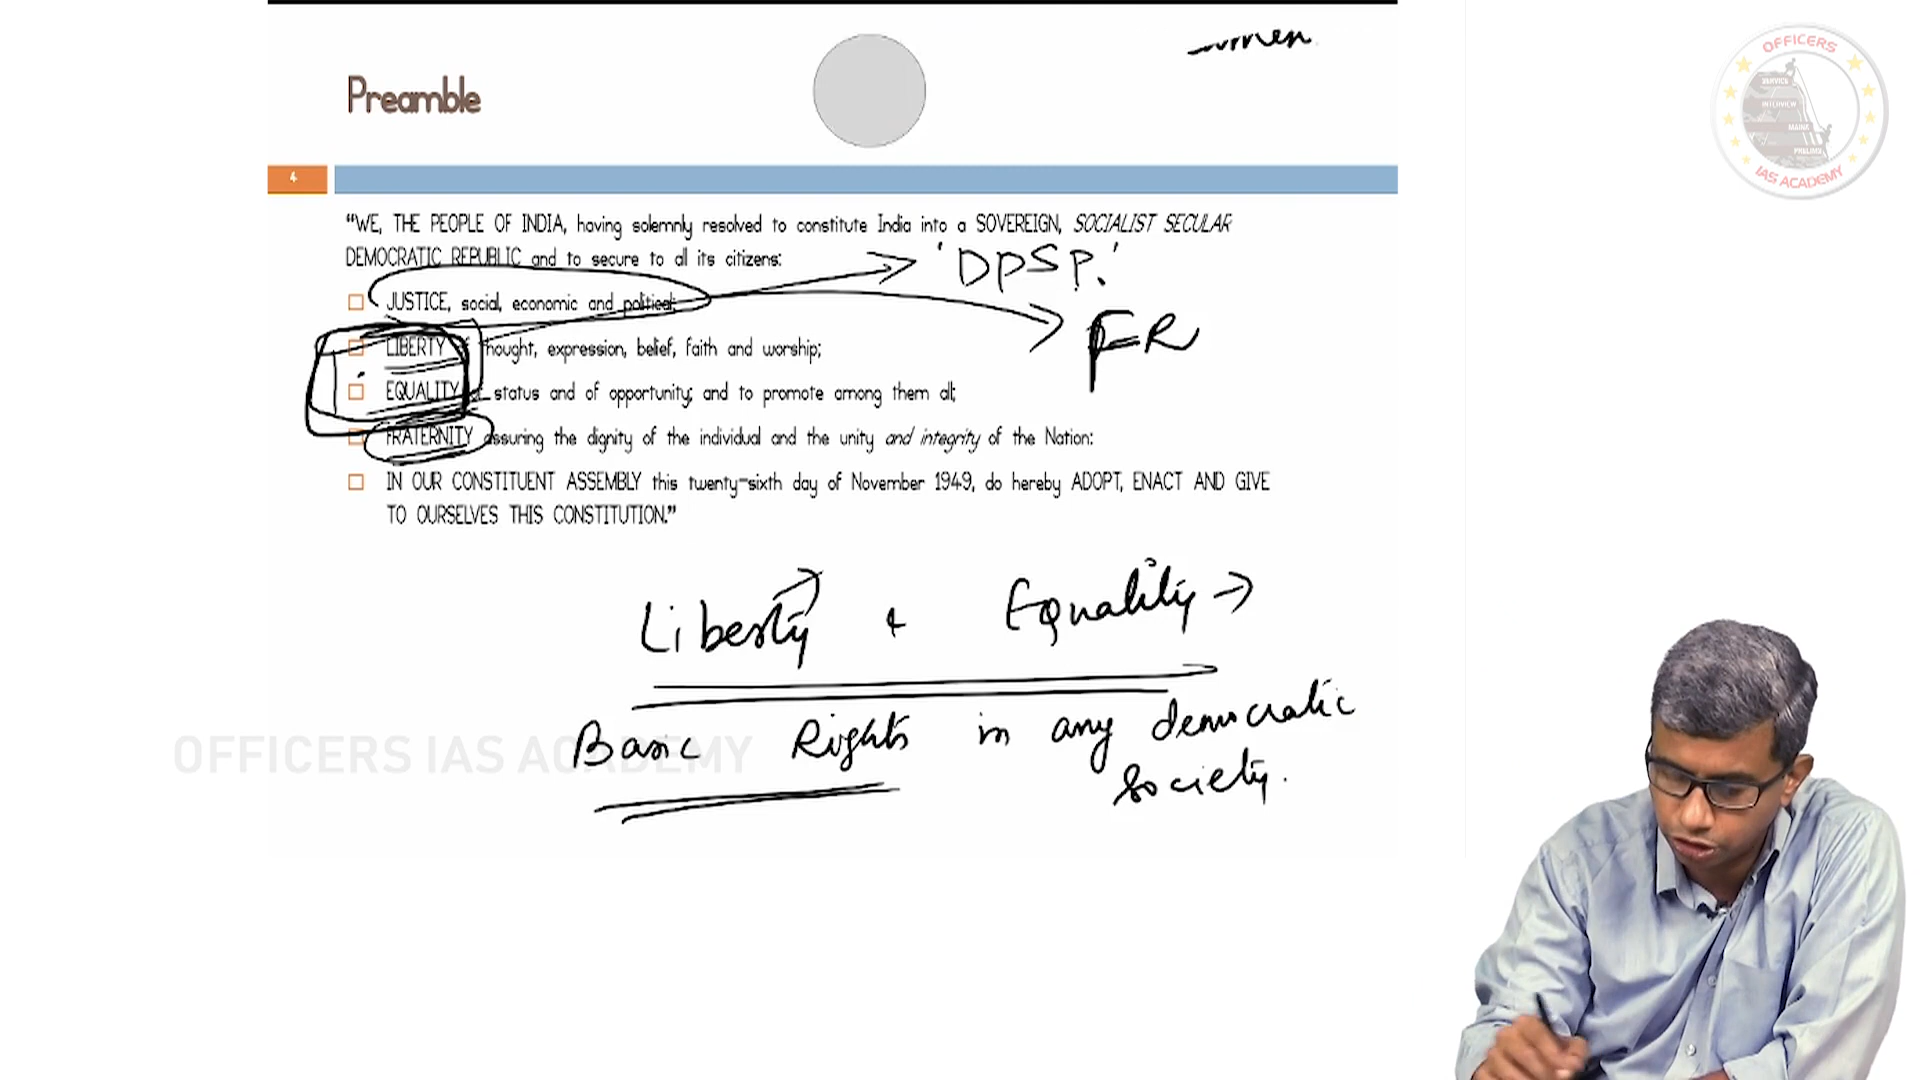 women
OFFICERS
SERVICE
INTERVIEW
MAINS
PRELIMS
IAS ACADEMY
Preamble
4
“WE, THE PEOPLE OF INDIA, having solemnly resolved to constitute India into a SOVEREIGN, SOCIALIST SECULAR
DEMOCRATIC REPUBLIC and to secure to all its citizens:
'DPSP.'
JUSTICE, social, economic and political;
FR
LIBERTY of thought, expression, belief, faith and worship;
EQUALITY of status and of opportunity; and to promote among them all;
FRATERNITY assuring the dignity of the individual and the unity and integrity of the Nation:
IN OUR CONSTITUENT ASSEMBLY this twenty-sixth day of November 1949, do hereby ADOPT, ENACT AND GIVE
TO OURSELVES THIS CONSTITUTION.”
Liberty + Equality →
Basic Rights in any democratic
society.
OFFICERS IAS ACADEMY